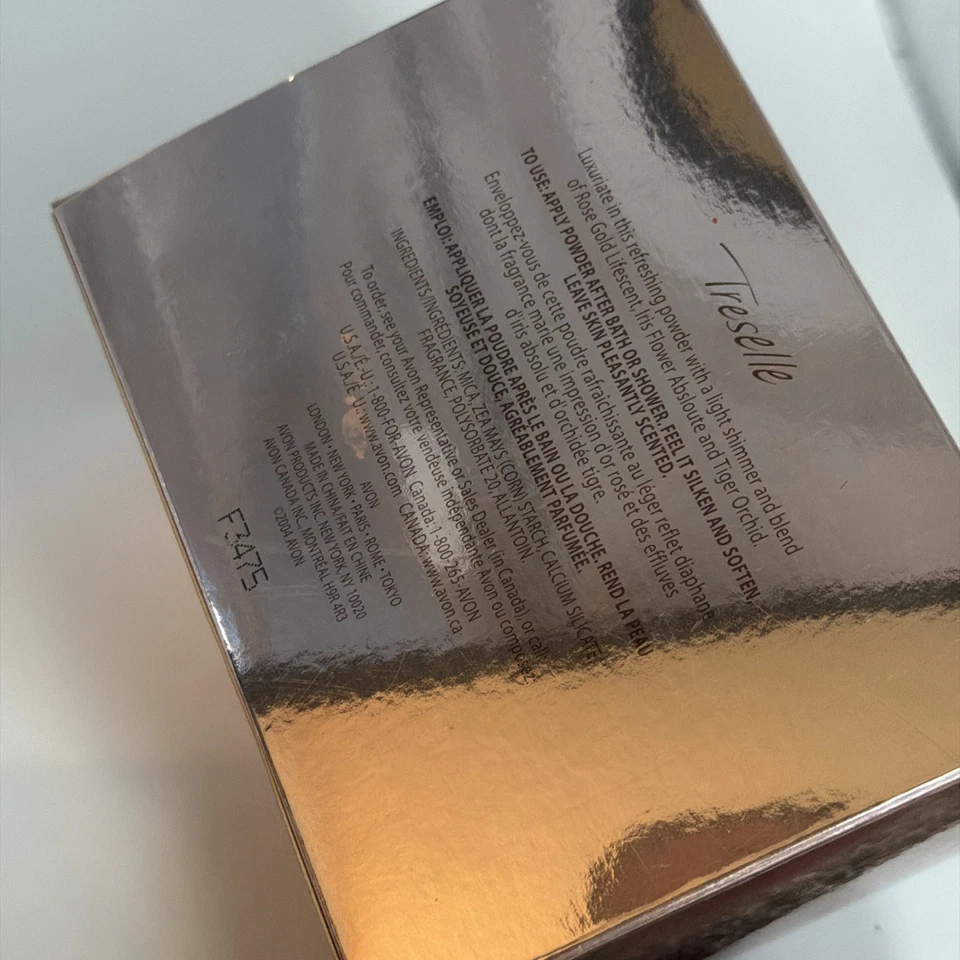 Treselle
Luxuriate in this refreshing powder with a light shimmer and blend
of Rose Gold Lifescent, Iris Flower Absloute and Tiger Orchid.
TO USE: APPLY POWDER AFTER BATH OR SHOWER. FEEL IT SILKEN AND SOFTEN,
LEAVE SKIN PLEASANTLY SCENTED.
Enveloppez-vous de cette poudre rafraichissante au léger reflet diaphane
dont la fragrance marie une impression d'or rosé et des effluves
d'iris absolu et d'orchidée tigre.
EMPLOI: APPLIQUER LA POUDRE APRÈS LE BAIN OU LA DOUCHE. REND LA PEAU
SOYEUSE ET DOUCE, AGRÉABLEMENT PARFUMÉE.
INGREDIENTS/INGRÉDIENTS: MICA, ZEA MAYS (CORN) STARCH, CALCIUM SILICATE,
FRAGRANCE, POLYSORBATE 20, ALLANTOIN.
To order, see your Avon Representative or Sales Dealer (in Canada), or call
Pour commander, consultez votre vendeuse indépendante Avon ou composez
U.S.A./É.-U.: 1-800-FOR-AVON Canada: 1-800-265-AVON
U.S.A./É.-U.: www.avon.com CANADA: www.avon.ca
AVON
LONDON • NEW YORK • PARIS • ROME • TOKYO
MADE IN CHINA/FAIT EN CHINE
AVON PRODUCTS INC. NEW YORK, NY 10020
AVON CANADA INC. MONTRÉAL H9R 4R3
©2004 AVON
F3475